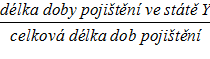 délka doby pojištění ve státě Y
celková délka dob pojištění